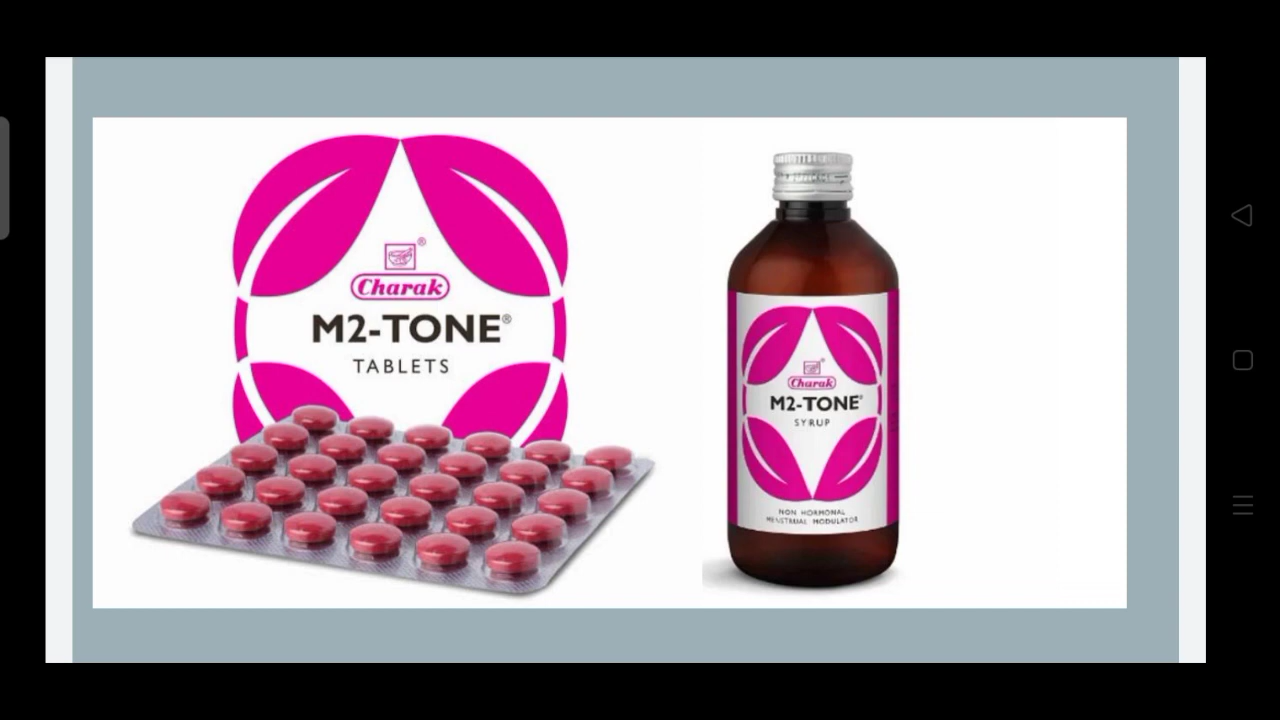 ®
Charak
M2-TONE®
TABLETS
Charak
M2-TONE®
SYRUP
NON HORMONAL
MENSTRUAL MODULATOR